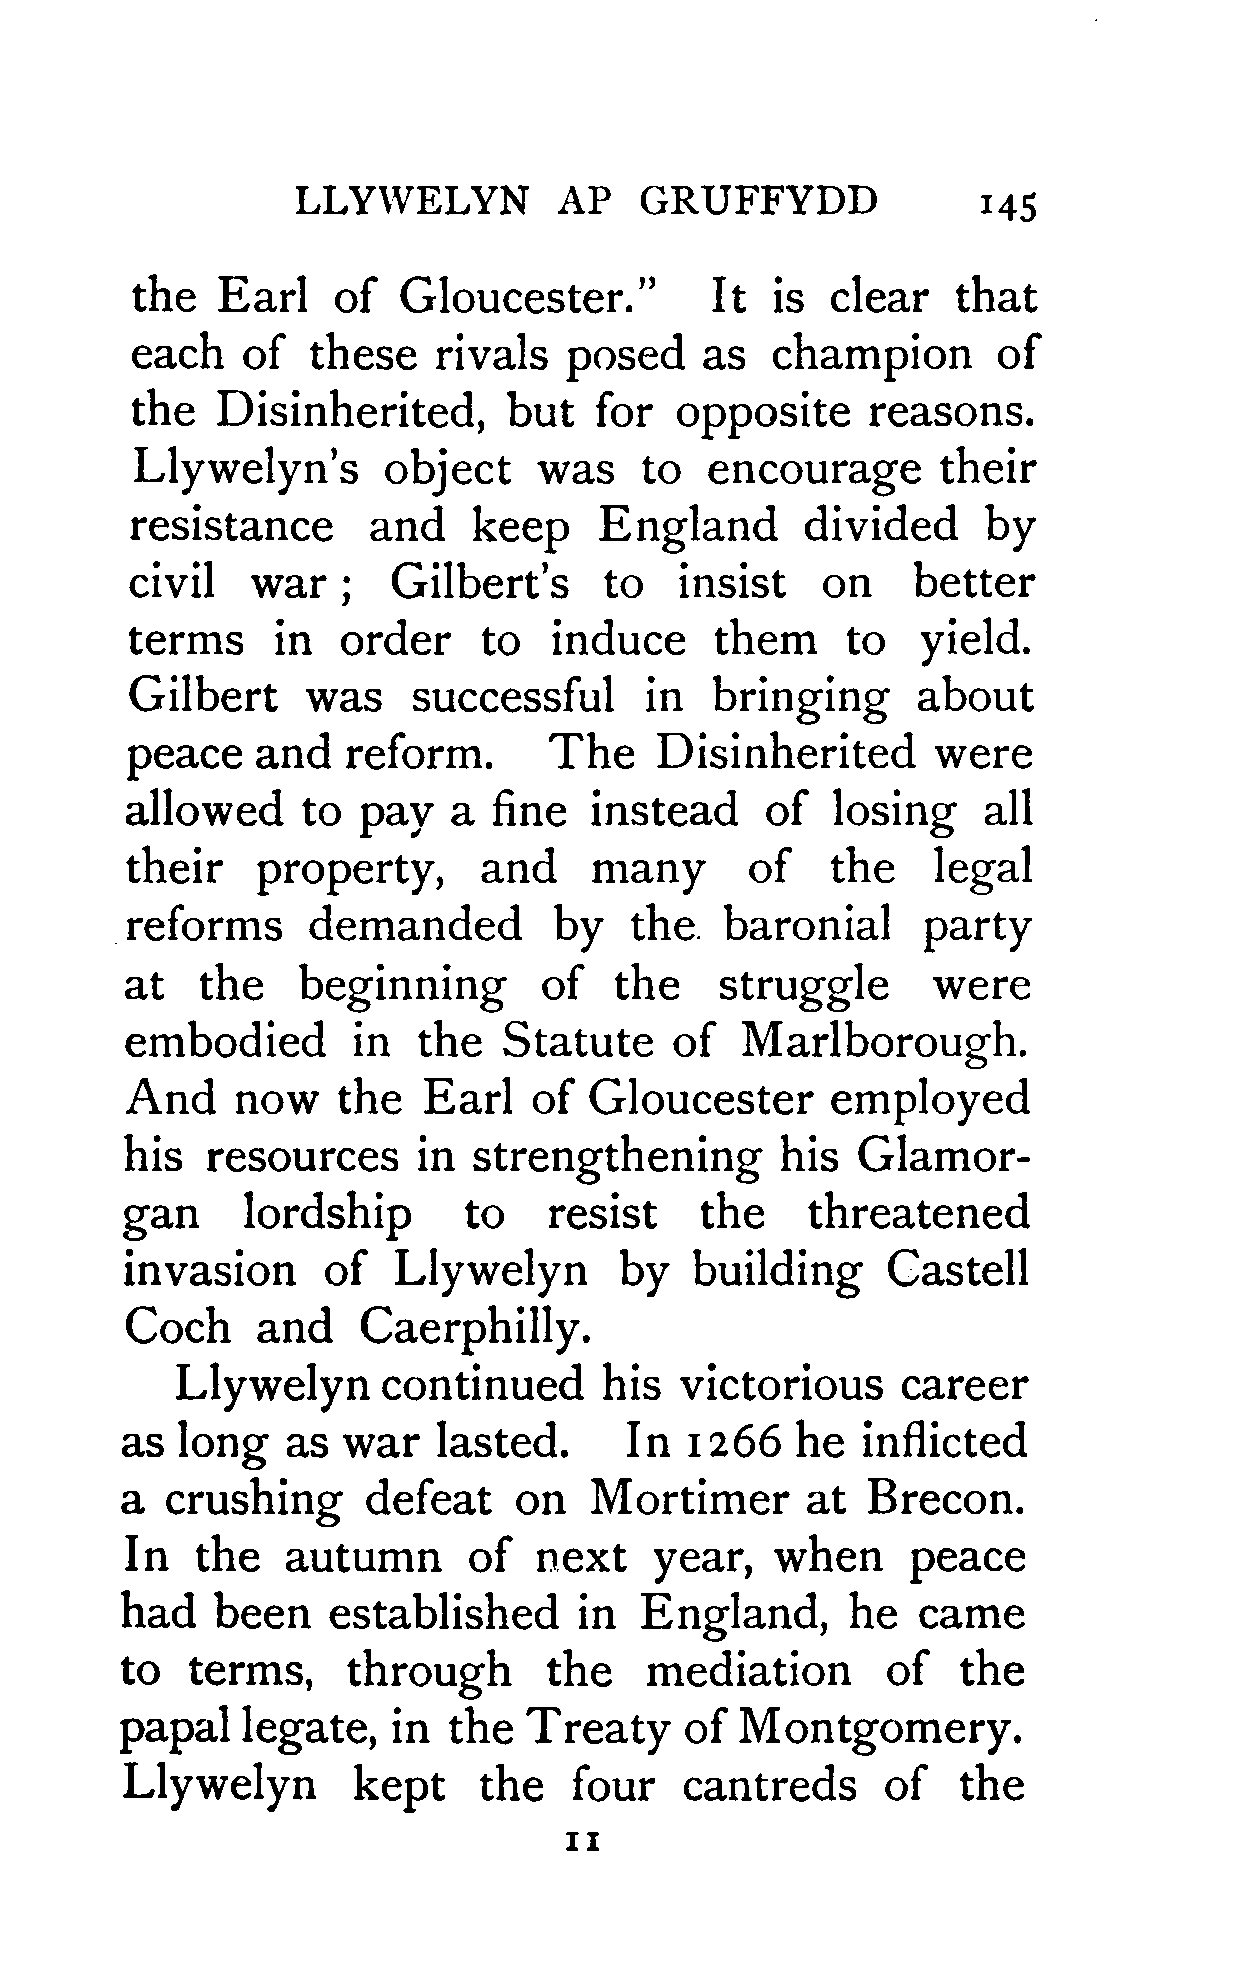 LLYWELYN AP GRUFFYDD 145
the Earl of Gloucester." It is clear that
each of these rivals posed as champion of
the Disinherited, but for opposite reasons.
Llywelyn's object was to encourage their
resistance and keep England divided by
civil war ; Gilbert's to insist on better
terms in order to induce them to yield.
Gilbert was successful in bringing about
peace and reform. The Disinherited were
allowed to pay a fine instead of losing all
their property, and many of the legal
reforms demanded by the baronial party
at the beginning of the struggle were
embodied in the Statute of Marlborough.
And now the Earl of Gloucester employed
his resources in strengthening his Glamor-
gan lordship to resist the threatened
invasion of Llywelyn by building Castell
Coch and Caerphilly.
Llywelyn continued his victorious career
as long as war lasted. In 1266 he inflicted
a crushing defeat on Mortimer at Brecon.
In the autumn of next year, when peace
had been established in England, he came
to terms, through the mediation of the
papal legate, in the Treaty of Montgomery.
Llywelyn kept the four cantreds of the
11